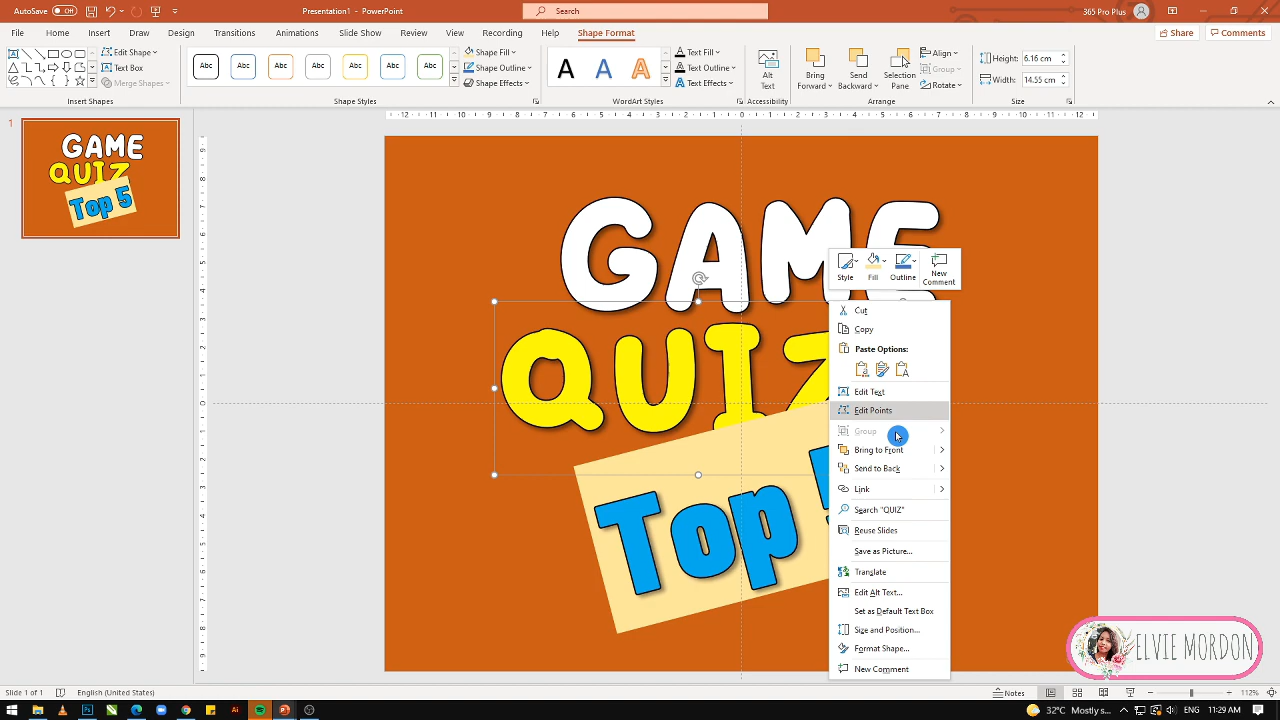 AutoSave Off
Presentation1 - PowerPoint
Search
365 Pro Plus
File Home Insert Draw Design Transitions Animations Slide Show Review View Recording Help Shape Format
Share Comments
Edit Shape
Text Box
Merge Shapes
Insert Shapes
Abc Abc Abc Abc Abc Abc Abc
Shape Fill
Shape Outline
Shape Effects
Shape Styles
A A A
Text Fill
Text Outline
Text Effects
WordArt Styles
Alt Text
Accessibility
Bring Forward
Send Backward
Selection Pane
Align
Group
Rotate
Arrange
Height: 6.16 cm
Width: 14.55 cm
Size
1
GAME
QUIZ
Top 5
GAME
QUIZ
Top 5
Style Fill Outline New Comment
Cut
Copy
Paste Options:
Edit Text
Edit Points
Group
Bring to Front
Send to Back
Link
Search "QUIZ"
Reuse Slides
Save as Picture...
Translate
Edit Alt Text...
Set as Default Text Box
Size and Position...
Format Shape...
New Comment
ELVIE MORDON
Slide 1 of 1
English (United States)
Notes
112%
32°C Mostly s...
ENG
11:29 AM